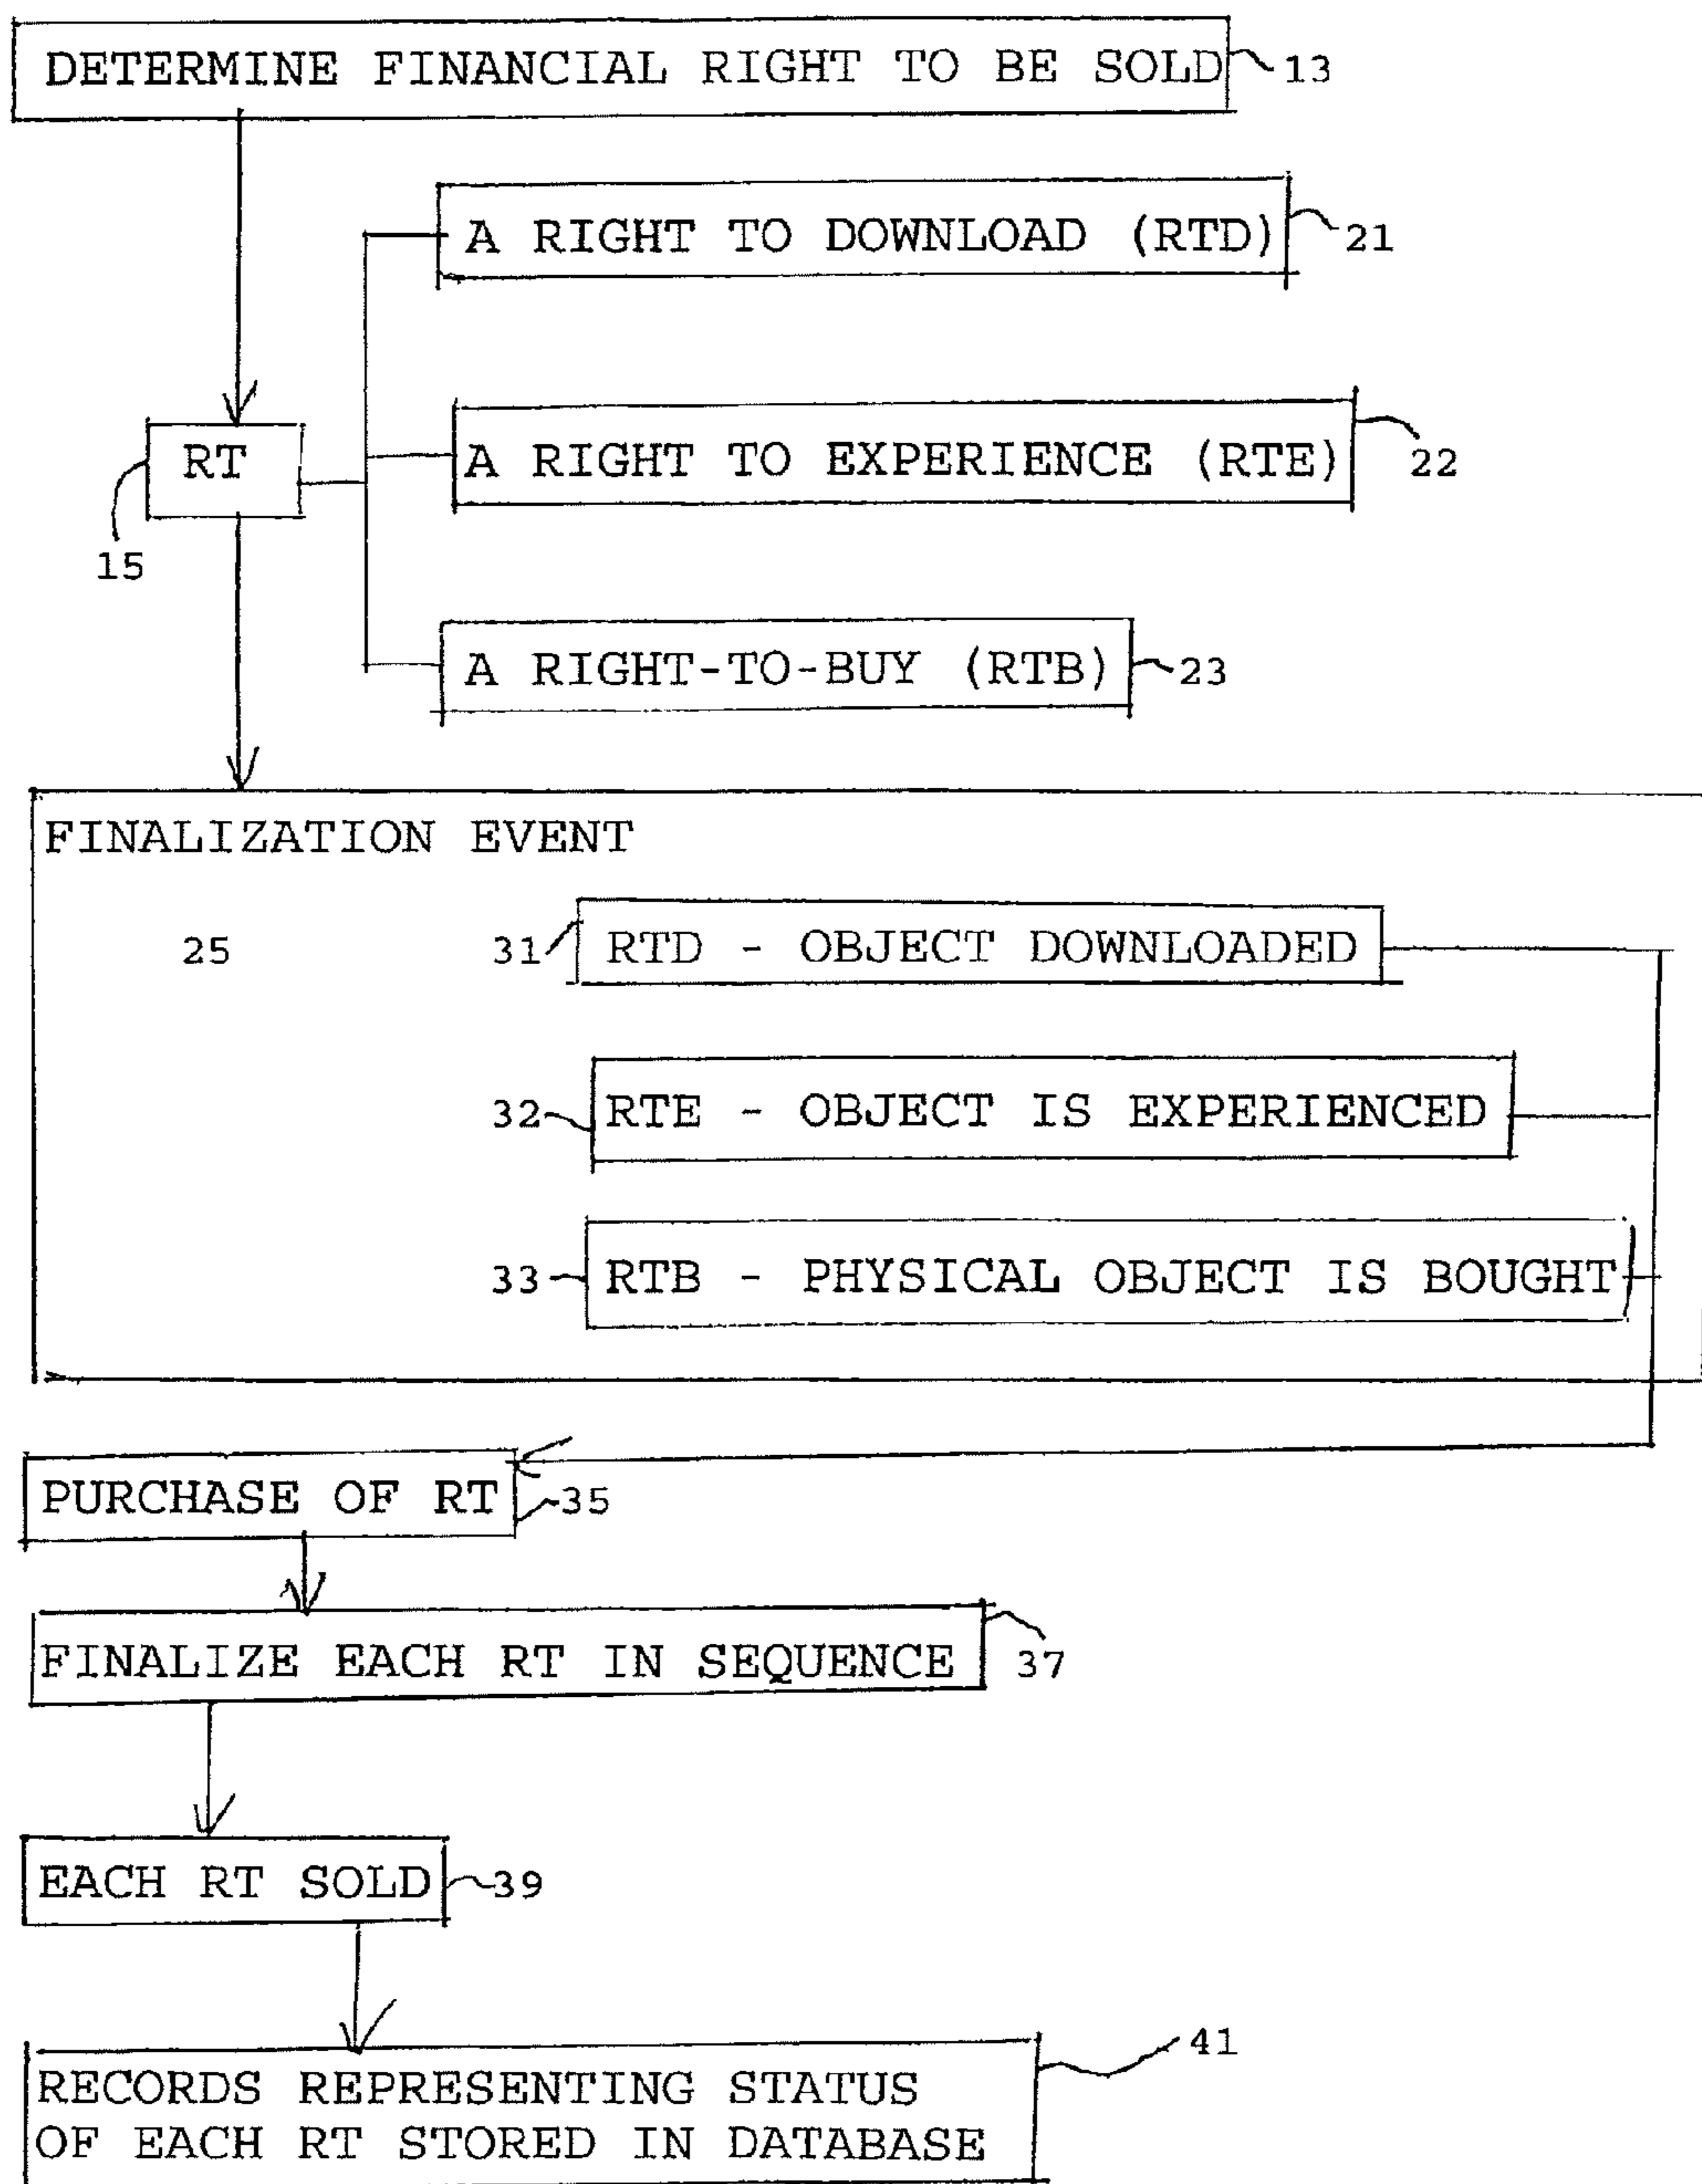 DETERMINE FINANCIAL RIGHT TO BE SOLD 13
A RIGHT TO DOWNLOAD (RTD) 21
RT
A RIGHT TO EXPERIENCE (RTE) 22
15
A RIGHT-TO-BUY (RTB) 23
FINALIZATION EVENT
25
31 RTD - OBJECT DOWNLOADED
32 RTE - OBJECT IS EXPERIENCED
33 RTB - PHYSICAL OBJECT IS BOUGHT
PURCHASE OF RT 35
FINALIZE EACH RT IN SEQUENCE 37
EACH RT SOLD 39
41
RECORDS REPRESENTING STATUS
OF EACH RT STORED IN DATABASE